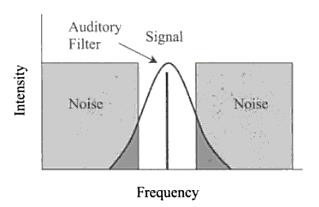 Auditory
Filter
Signal
Noise
Noise
Intensity
Frequency